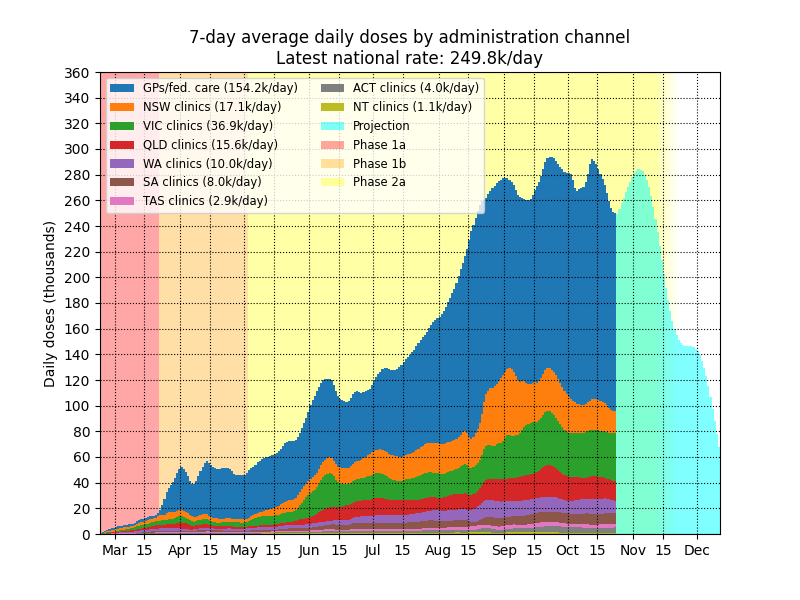 7-day average daily doses by administration channel
Latest national rate: 249.8k/day
Daily doses (thousands)
360
340
320
300
280
260
240
220
200
180
160
140
120
100
80
60
40
20
0
GPs/fed. care (154.2k/day)
NSW clinics (17.1k/day)
VIC clinics (36.9k/day)
QLD clinics (15.6k/day)
WA clinics (10.0k/day)
SA clinics (8.0k/day)
TAS clinics (2.9k/day)
ACT clinics (4.0k/day)
NT clinics (1.1k/day)
Projection
Phase 1a
Phase 1b
Phase 2a
Mar 15 Apr 15 May 15 Jun 15 Jul 15 Aug 15 Sep 15 Oct 15 Nov 15 Dec